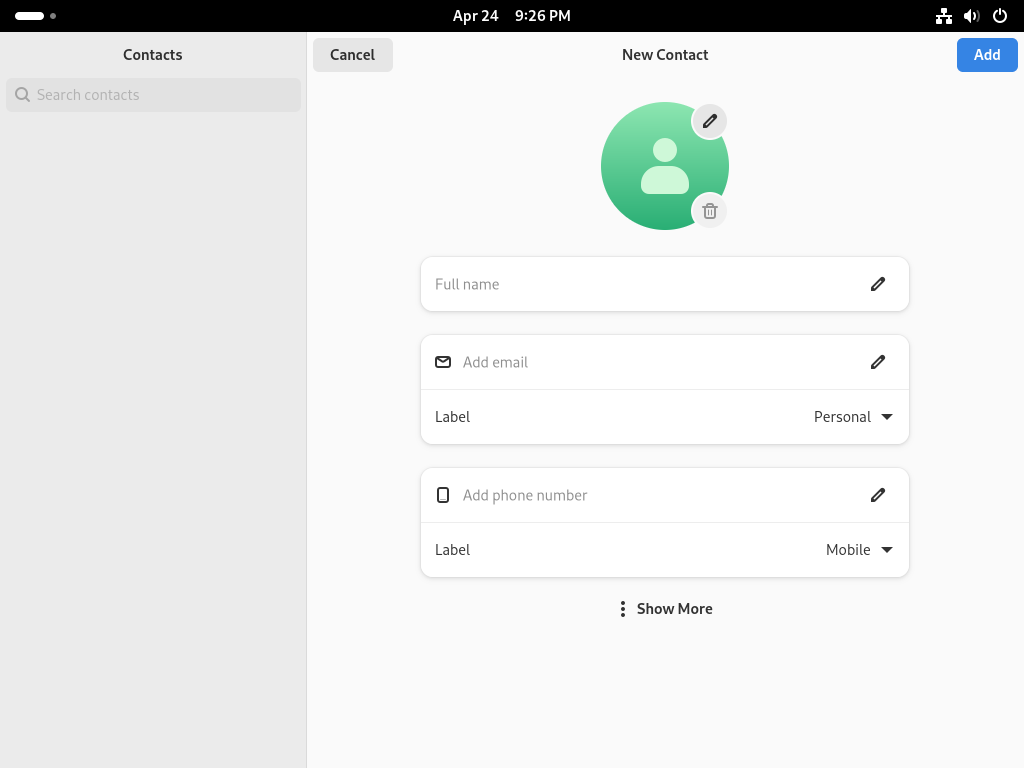 Apr 24 9:26 PM
Contacts
Search contacts
Cancel
New Contact
Add
Full name
Add email
Label
Personal
Add phone number
Label
Mobile
Show More